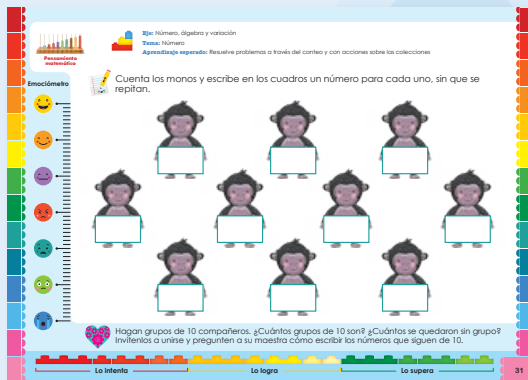 Eje: Número, álgebra y variación
Tema: Número
Aprendizaje esperado: Resuelve problemas a través del conteo y con acciones sobre las colecciones
Pensamiento
matemático
Emociómetro
Cuenta los monos y escribe en los cuadros un número para cada uno, sin que se
repitan.
Hagan grupos de 10 compañeros. ¿Cuántos grupos de 10 son? ¿Cuántos se quedaron sin grupo?
Invítenlos a unirse y pregunten a su maestra cómo escribir los números que siguen de 10.
Lo intenta
Lo logra
Lo supera
31